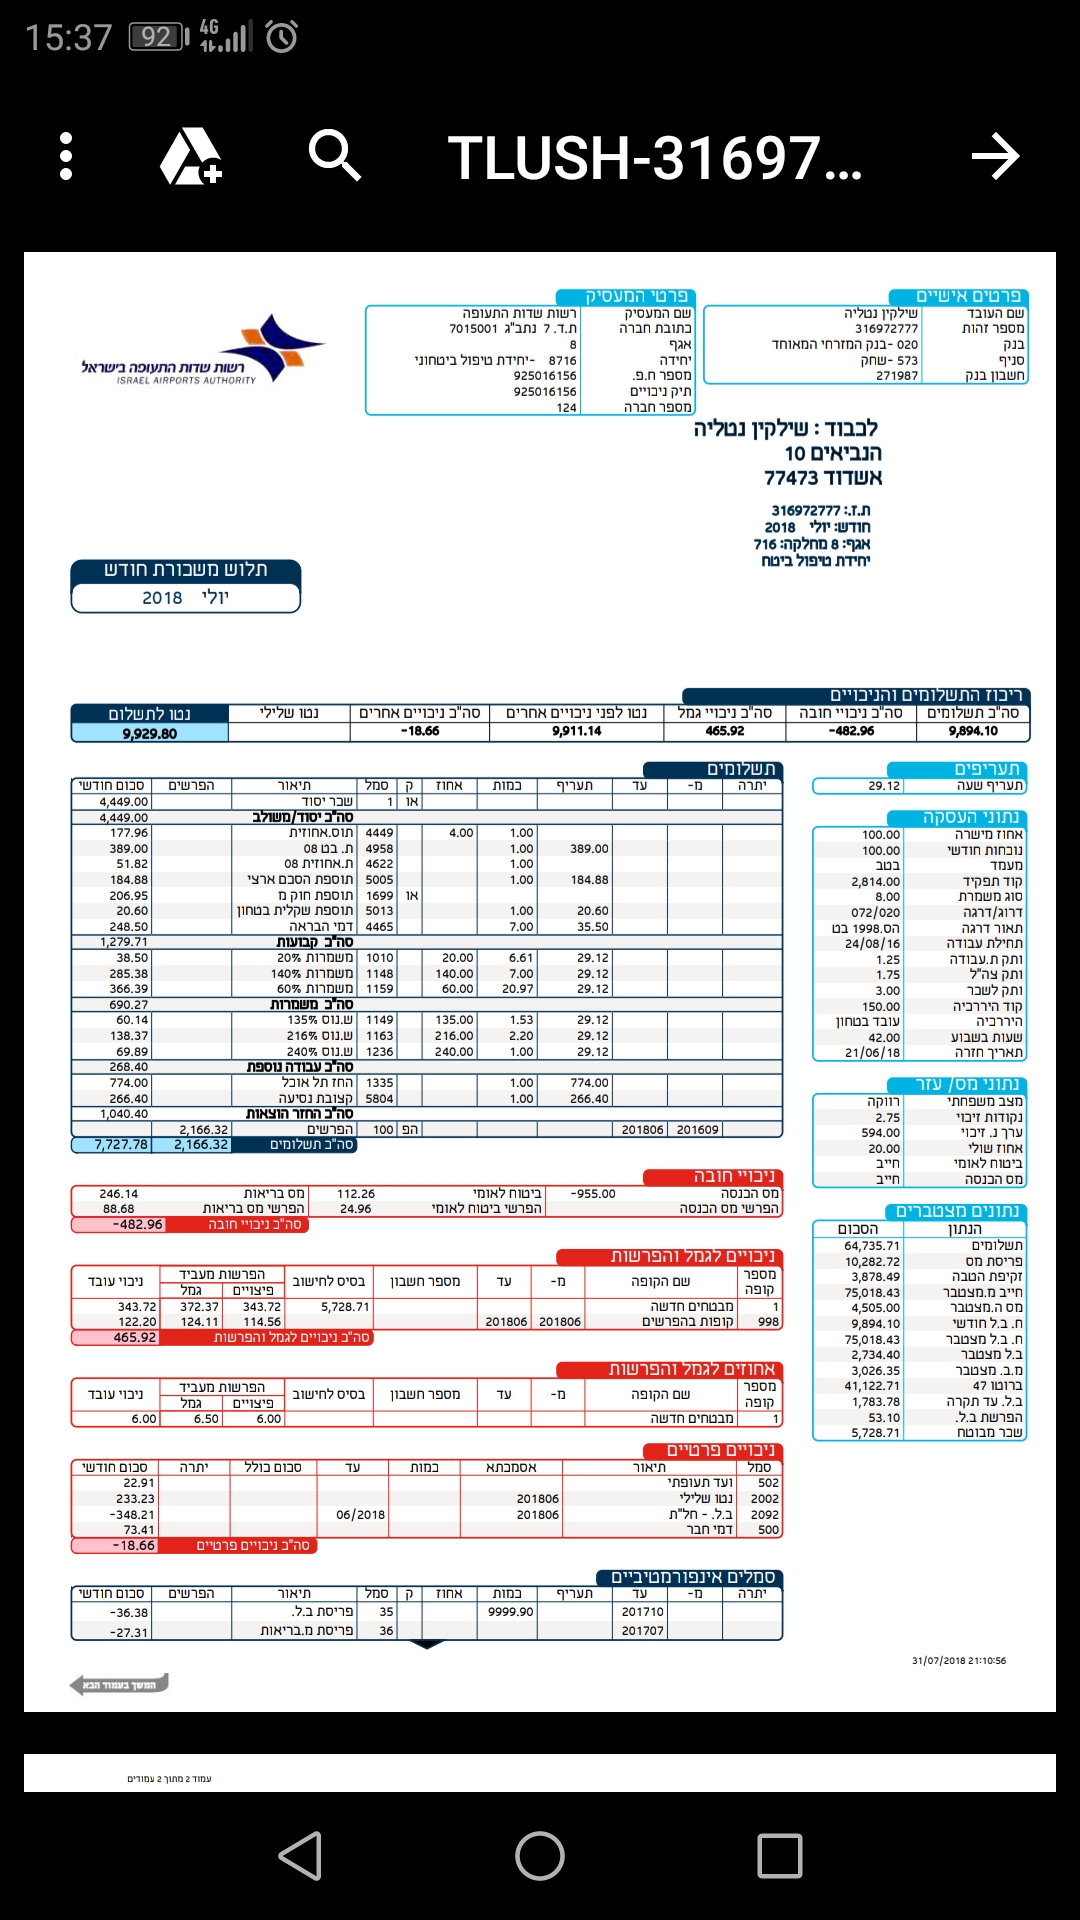 15:37 92 4G
TLUSH-31697...
פרטים אישיים
שם העובד שילקין נטליה
מספר זהות 316972777
בנק 020 -בנק המזרחי המאוחד
סניף 573 -שחק
חשבון בנק 271987
פרטי המעסיק
שם המעסיק רשות שדות התעופה
כתובת חברה ת.ד. 7 נתב"ג 7015001
אגף 8
יחידה 8716 -יחידת טיפול ביטחוני
מספר ח.פ. 925016156
תיק ניכויים 925016156
מספר חברה 124
רשות שדות התעופה בישראל
ISRAEL AIRPORTS AUTHORITY
לכבוד : שילקין נטליה
הנביאים 10
אשדוד 77473
ת.ז.: 316972777
חודש: יולי 2018
אגף: 8 מחלקה: 716
יחידת טיפול ביטח
תלוש משכורת חודש
יולי 2018
ריכוז התשלומים והניכויים
סה"כ תשלומים סה"כ ניכויי חובה סה"כ ניכויי גמל נטו לפני ניכויים אחרים סה"כ ניכויים אחרים נטו שלילי נטו לתשלום
9,894.10 -482.96 465.92 9,911.14 -18.66 9,929.80
תעריפים
תעריף שעה 29.12
נתוני העסקה
אחוז מישרה 100.00
נוכחות חודשי 100.00
מעמד בטב
קוד תפקיד 2,814.00
סוג משמרת 8.00
דרוג/דרגה 072/020
תאור דרגה הס.1998 בט
תחילת עבודה 24/08/16
ותק ת.עבודה 1.25
ותק צה"ל 1.75
ותק לשכר 3.00
קוד היררכיה 150.00
היררכיה עובד בטחון
שעות בשבוע 42.00
תאריך חזרה 21/06/18
נתוני מס/ עזר
מצב משפחתי רווקה
נקודות זיכוי 2.75
ערך נ. זיכוי 594.00
אחוז שולי 20.00
ביטוח לאומי חייב
מס הכנסה חייב
נתונים מצטברים
הנתון הסכום
תשלומים 64,735.71
פריסת מס 10,282.72
זקיפת הטבה 3,878.49
חייב מ.מצטבר 75,018.43
מס ה.מצטבר 4,505.00
ח. ב.ל חודשי 9,894.10
ח. ב.ל מצטבר 75,018.43
ב.ל מצטבר 2,734.40
מ.ב. מצטבר 3,026.35
ברוטו 47 41,122.71
ב.ל. עד תקרה 1,783.78
הפרשת ב.ל. 53.10
שכר מבוטח 5,728.71
תשלומים
יתרה מ- עד תעריף כמות אחוז ק סמל תיאור הפרשים סכום חודשי
או 1 שכר יסוד 4,449.00
סה"כ יסוד/משולב 4,449.00
1.00 4.00 4449 תוס.אחוזית 177.96
389.00 1.00 4958 ת. בט 08 389.00
1.00 4622 ת.אחוזית 08 51.82
184.88 1.00 5005 תוספת הסכם ארצי 184.88
או 1699 תוספת חוק מ 206.95
20.60 1.00 5013 תוספת שקלית בטחון 20.60
35.50 7.00 4465 דמי הבראה 248.50
סה"כ קבועות 1,279.71
29.12 6.61 20.00 1010 משמרות 20% 38.50
29.12 7.00 140.00 1148 משמרות 140% 285.38
29.12 20.97 60.00 1159 משמרות 60% 366.39
סה"כ משמרות 690.27
29.12 1.53 135.00 1149 ש.נוס 135% 60.14
29.12 2.20 216.00 1163 ש.נוס 216% 138.37
29.12 1.00 240.00 1236 ש.נוס 240% 69.89
סה"כ עבודה נוספת 268.40
774.00 1.00 1335 החז תל אוכל 774.00
266.40 1.00 5804 קצובת נסיעה 266.40
סה"כ החזר הוצאות 1,040.40
201609 201806 הפ 100 הפרשים 2,166.32
סה"כ תשלומים 2,166.32 7,727.78
ניכויי חובה
מס הכנסה -955.00 ביטוח לאומי 112.26 מס בריאות 246.14
הפרשי מס הכנסה הפרשי ביטוח לאומי 24.96 הפרשי מס בריאות 88.68
סה"כ ניכויי חובה -482.96
ניכויים לגמל והפרשות
מספר קופה שם הקופה מ- עד מספר חשבון בסיס לחישוב הפרשות מעביד פיצויים גמל ניכוי עובד
1 מבטחים חדשה 5,728.71 343.72 372.37 343.72
998 קופות בהפרשים 201806 201806 114.56 124.11 122.20
סה"כ ניכויים לגמל והפרשות 465.92
אחוזים לגמל והפרשות
מספר קופה שם הקופה מ- עד מספר חשבון בסיס לחישוב הפרשות מעביד פיצויים גמל ניכוי עובד
1 מבטחים חדשה 6.00 6.50 6.00
ניכויים פרטיים
סמל תיאור אסמכתא כמות עד סכום כולל יתרה סכום חודשי
502 ועד תעופתי 22.91
2002 נטו שלילי 201806 233.23
2092 ב.ל. - חל"ת 201806 06/2018 -348.21
500 דמי חבר 73.41
סה"כ ניכויים פרטיים -18.66
סמלים אינפורמטיביים
יתרה מ- עד תעריף כמות אחוז ק סמל תיאור הפרשים סכום חודשי
201710 9999.90 35 פריסת ב.ל. -36.38
201707 36 פריסת מ.בריאות -27.31
31/07/2018 21:10:56
המשך בעמוד הבא
עמוד 2 מתוך 2 עמודים